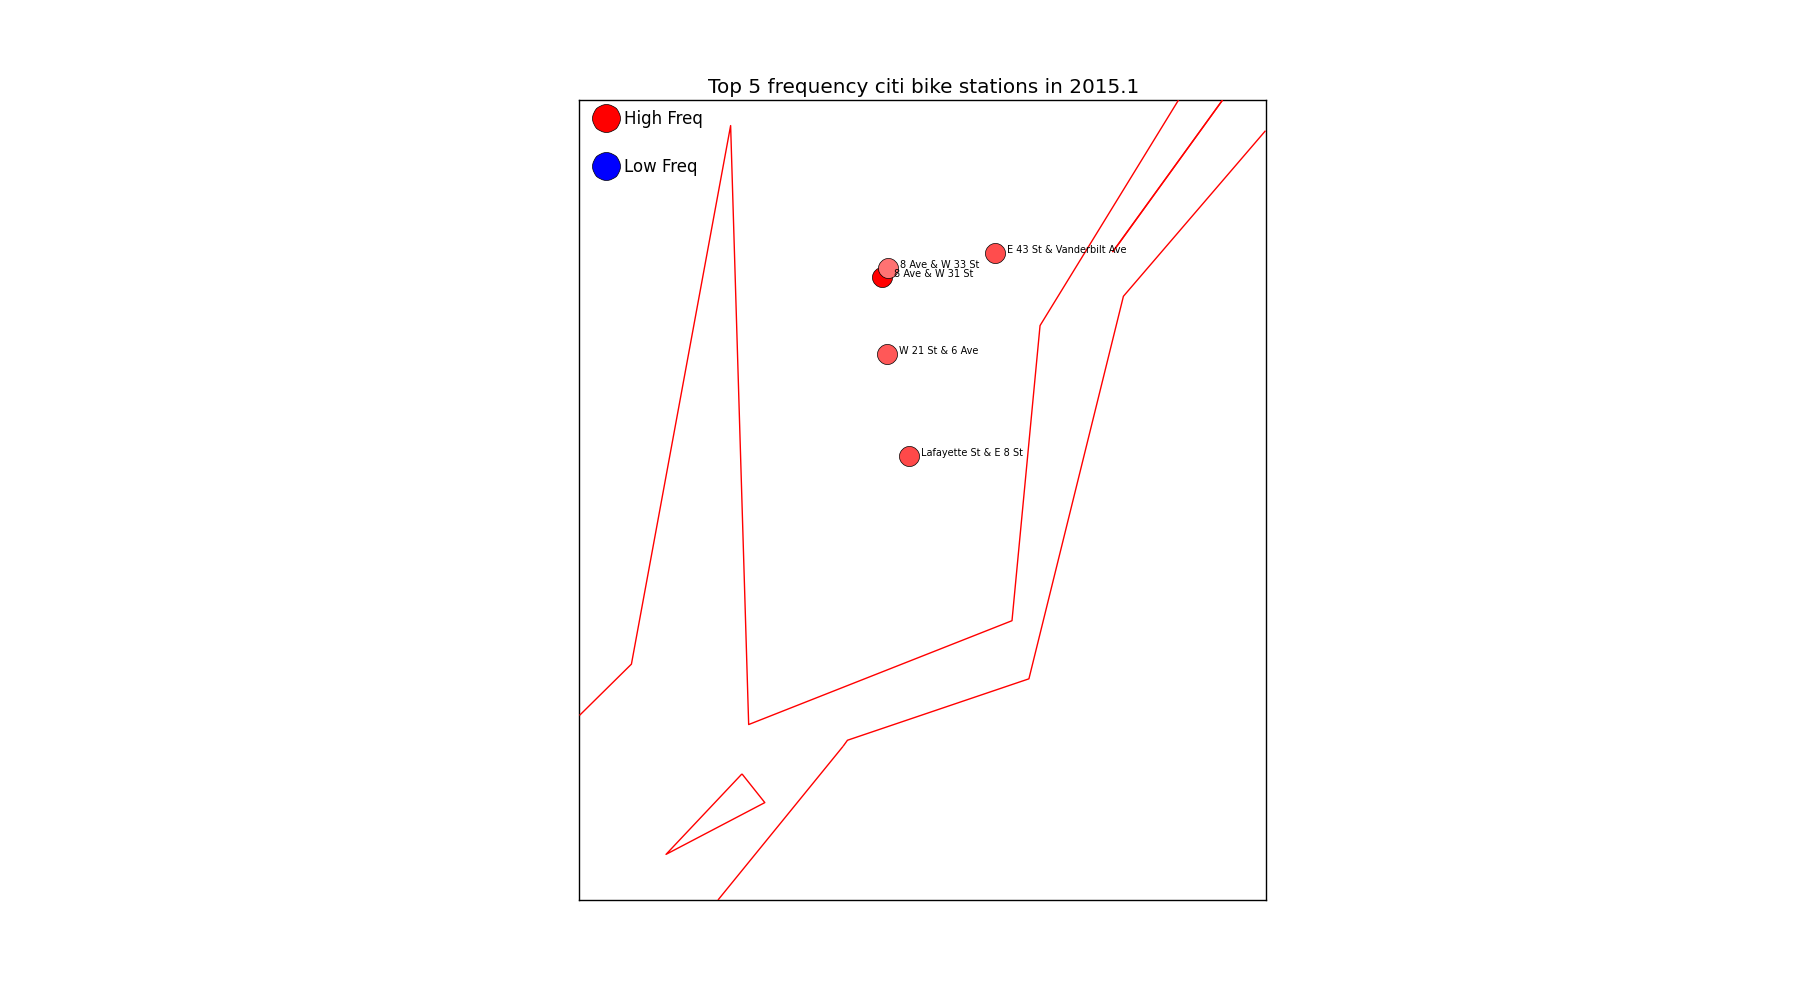 Top 5 frequency citi bike stations in 2015.1
High Freq
Low Freq
E 43 St & Vanderbilt Ave
8 Ave & W 33 St
8 Ave & W 31 St
W 21 St & 6 Ave
Lafayette St & E 8 St